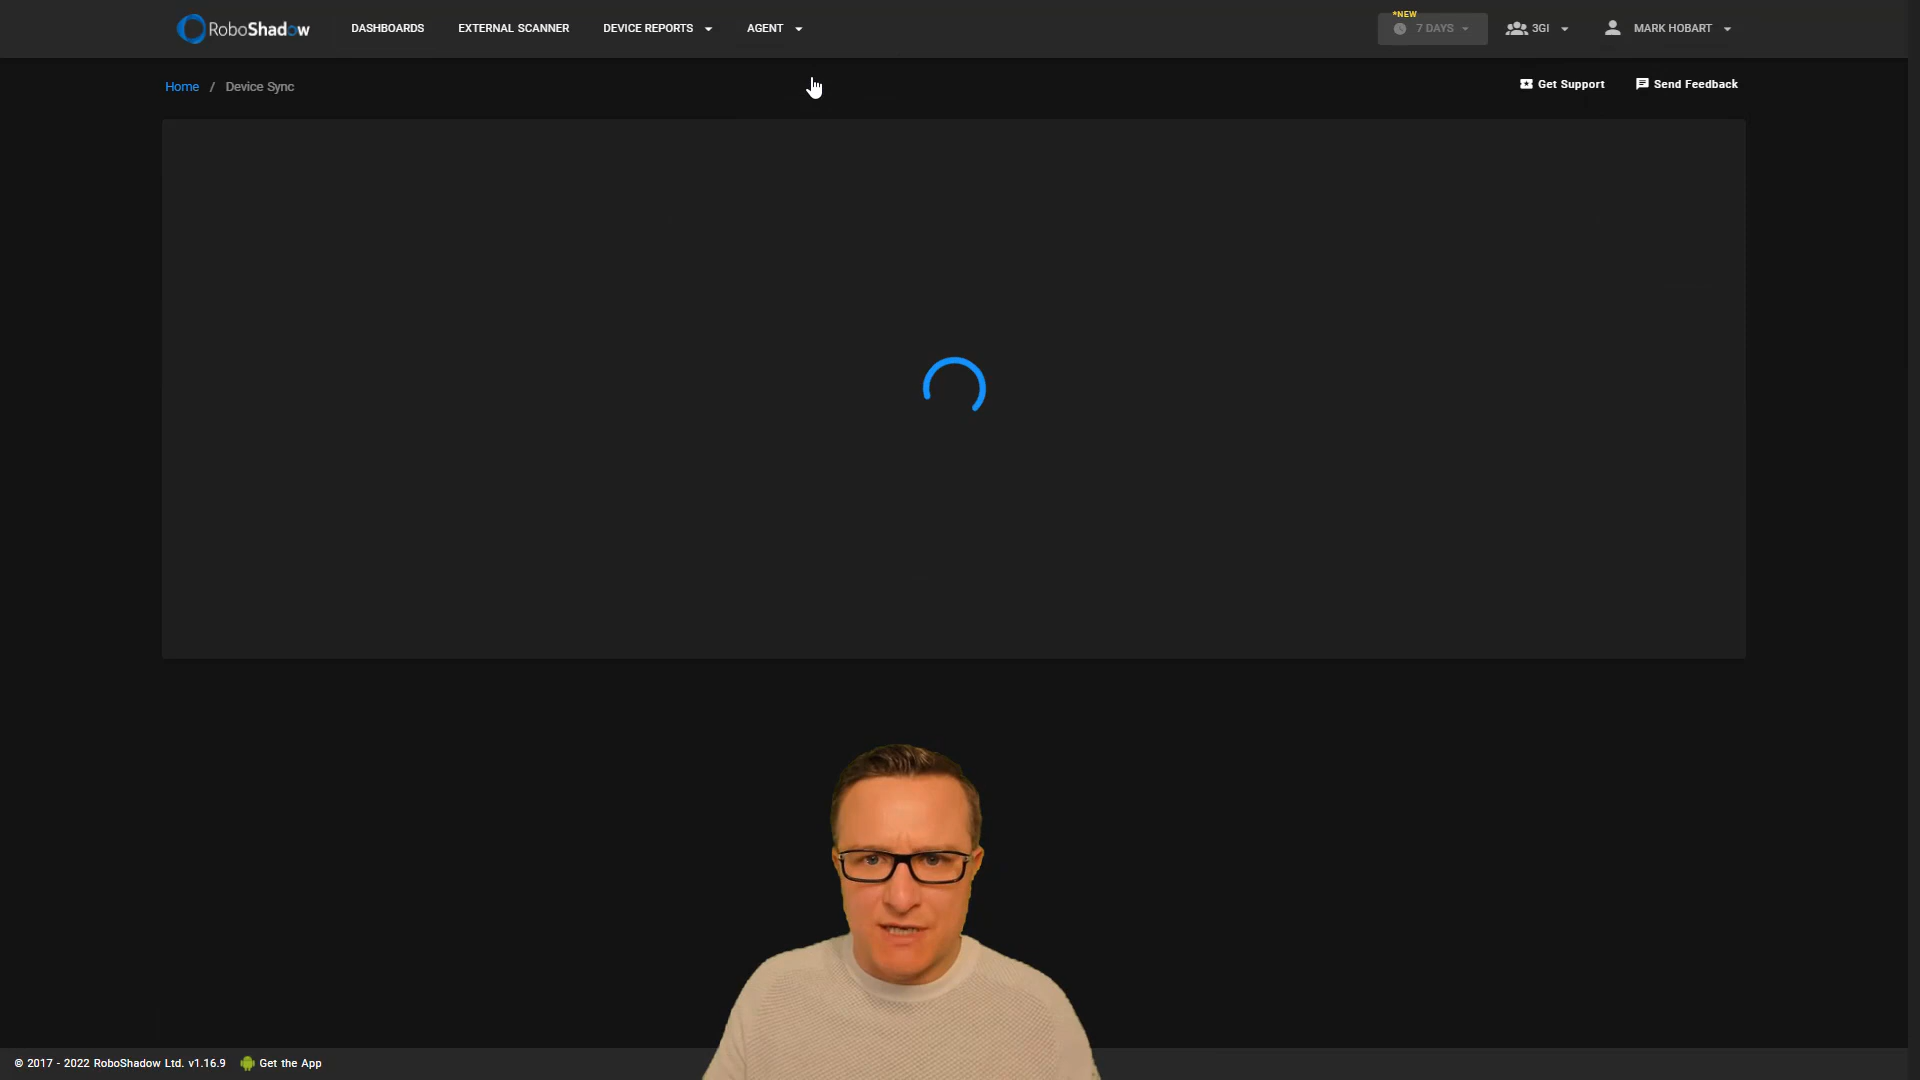 RoboShadow
DASHBOARDS
EXTERNAL SCANNER
DEVICE REPORTS
AGENT
*NEW
7 DAYS
3GI
MARK HOBART
Home / Device Sync
Get Support
Send Feedback
© 2017 - 2022 RoboShadow Ltd. v1.16.9
Get the App